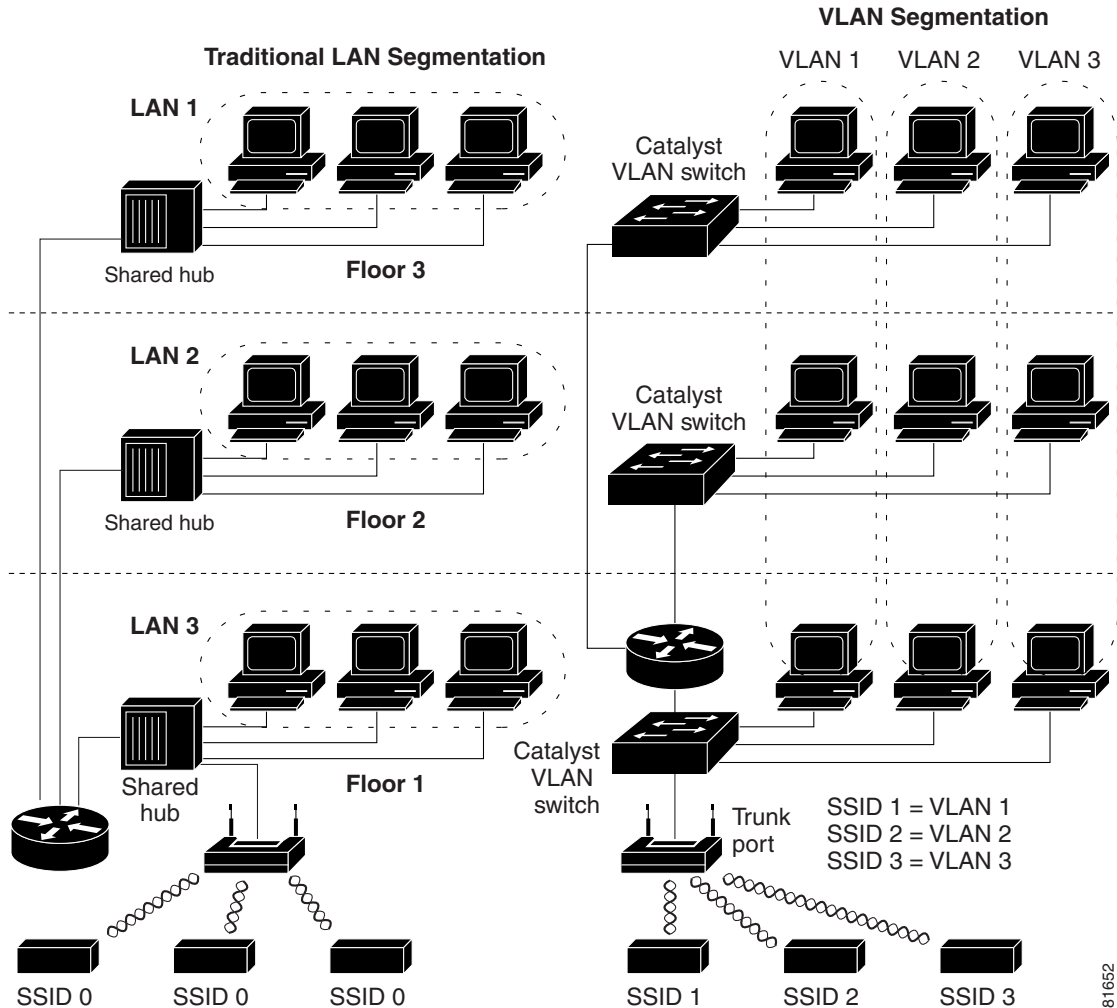 VLAN Segmentation
Traditional LAN Segmentation
VLAN 1
VLAN 2
VLAN 3
LAN 1
Catalyst
VLAN switch
Shared hub
Floor 3
LAN 2
Catalyst
VLAN switch
Shared hub
Floor 2
LAN 3
Catalyst
VLAN
switch
Shared
hub
Floor 1
Trunk
port
SSID 1 = VLAN 1
SSID 2 = VLAN 2
SSID 3 = VLAN 3
SSID 0
SSID 0
SSID 0
SSID 1
SSID 2
SSID 3
81652